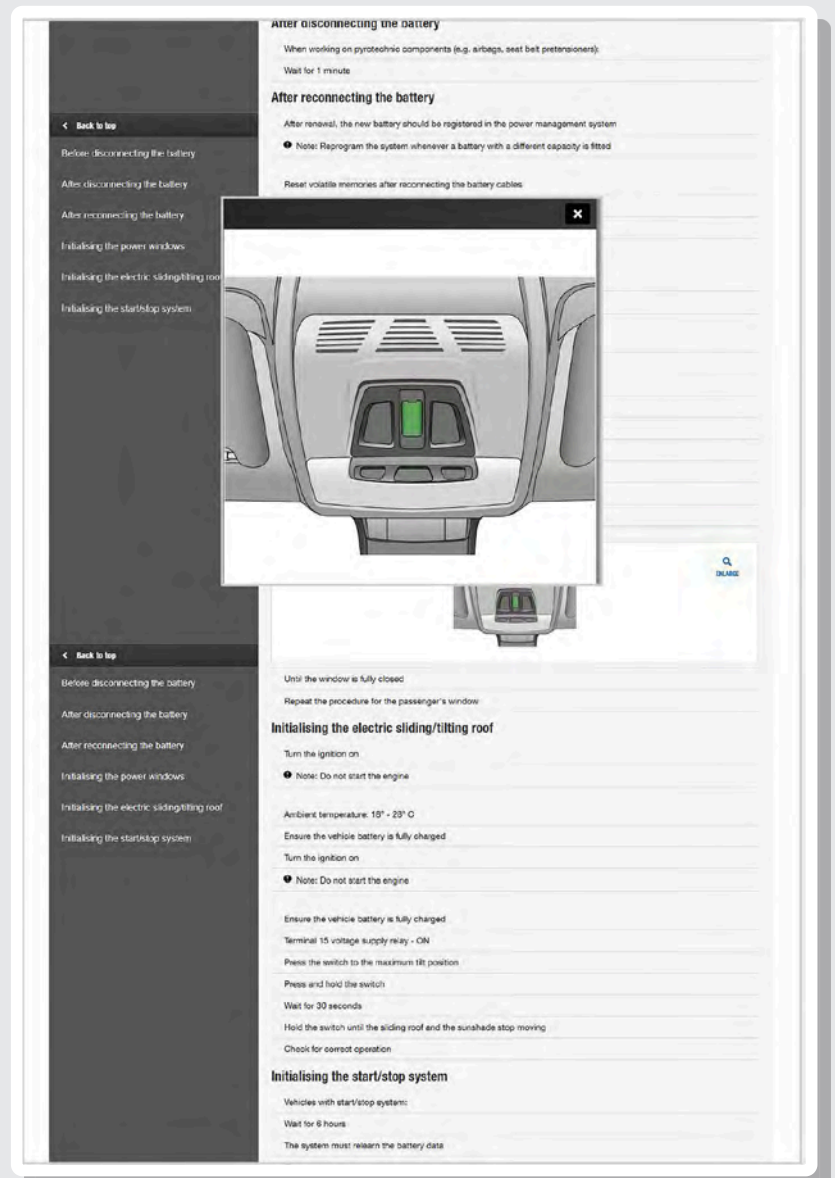 After disconnecting the battery
When working on pyrotechnic components (e.g. airbags, seat belt pretensioners):
Wait for 1 minute
After reconnecting the battery
< Back to top
After renewal, the new battery should be registered in the power management system
Before disconnecting the battery
Note: Reprogram the system whenever a battery with a different capacity is fitted
After disconnecting the battery
Reset volatile memories after reconnecting the battery cables
After reconnecting the battery
Initialising the power windows
Initialising the electric sliding/tilting roof
Initialising the start/stop system
ENLARGE
< Back to top
Until the window is fully closed
Before disconnecting the battery
Repeat the procedure for the passenger's window
After disconnecting the battery
Initialising the electric sliding/tilting roof
After reconnecting the battery
Turn the ignition on
Initialising the power windows
Note: Do not start the engine
Initialising the electric sliding/tilting roof
Ambient temperature: 18° - 28° C
Initialising the start/stop system
Ensure the vehicle battery is fully charged
Turn the ignition on
Note: Do not start the engine
Ensure the vehicle battery is fully charged
Terminal 15 voltage supply relay - ON
Press the switch to the maximum tilt position
Press and hold the switch
Wait for 30 seconds
Hold the switch until the sliding roof and the sunshade stop moving
Check for correct operation
Initialising the start/stop system
Vehicles with start/stop system:
Wait for 6 hours
The system must relearn the battery data